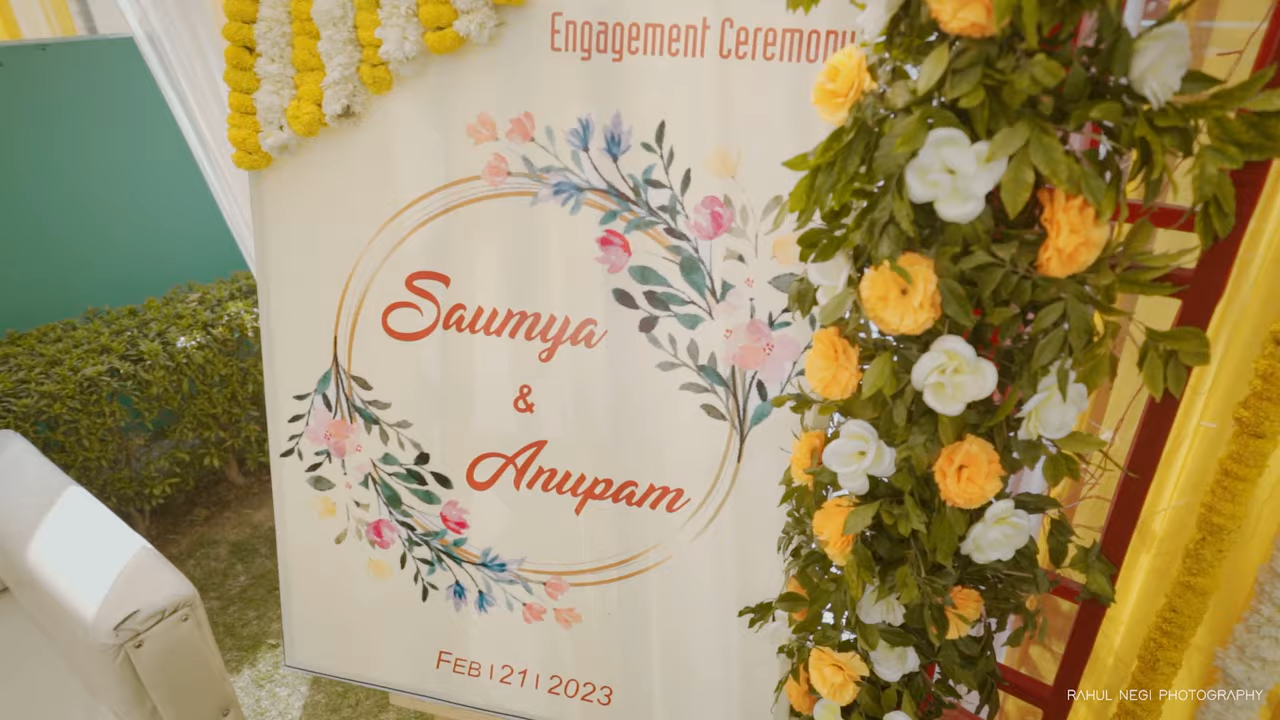 Engagement Ceremony
Saumya
&
Anupam
FEB | 21 | 2023
RAHUL NEGI PHOTOGRAPHY